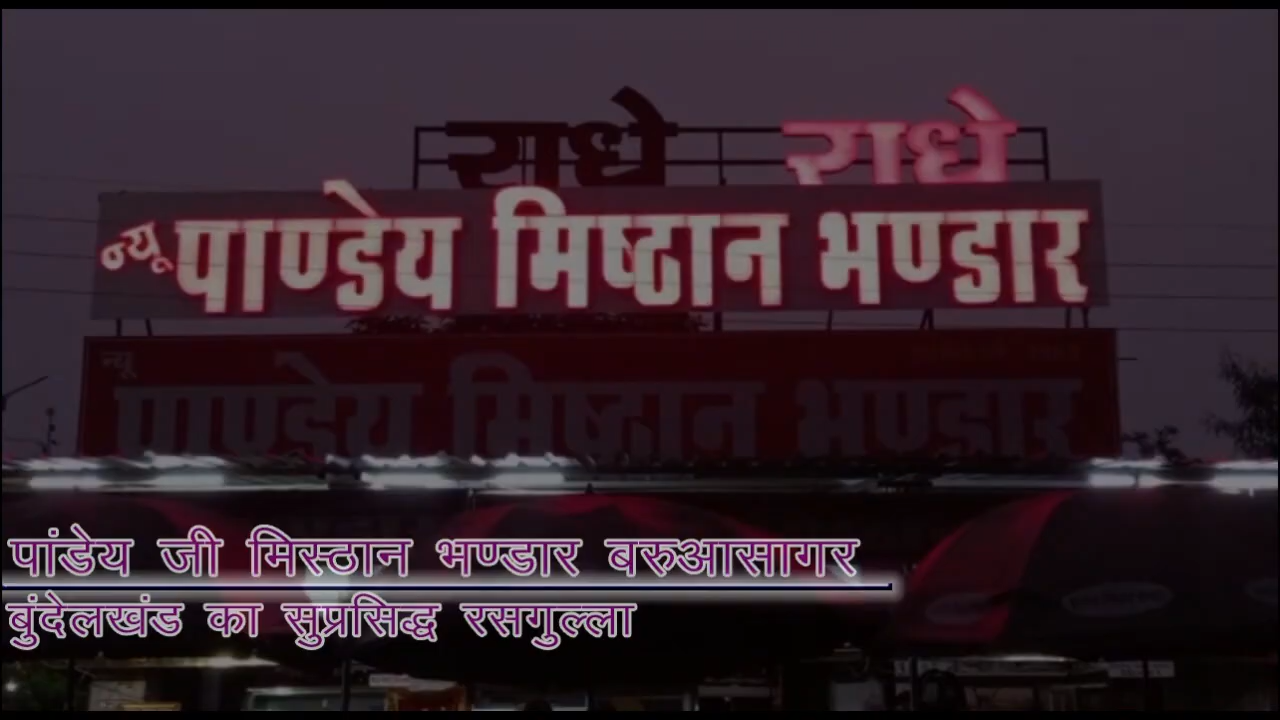 राधे राधे
न्यू पाण्डेय मिष्ठान भण्डार
न्यू
पाण्डेय मिष्ठान भण्डार
पांडेय जी मिस्ठान भण्डार बरुआसागर
बुंदेलखंड का सुप्रसिद्ध रसगुल्ला